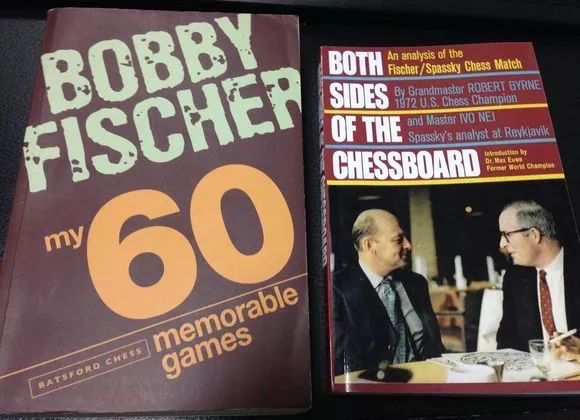 BOBBY
FISCHER
my
60
memorable
games
BATSFORD CHESS
BOTH
SIDES
OF THE
CHESSBOARD
An analysis of the
Fischer/Spassky Chess Match
By Grandmaster ROBERT BYRNE
1972 U.S. Chess Champion
and Master IVO NEI
Spassky's analyst at Reykjavik
Introduction by
Dr. Max Euwe
Former World Champion